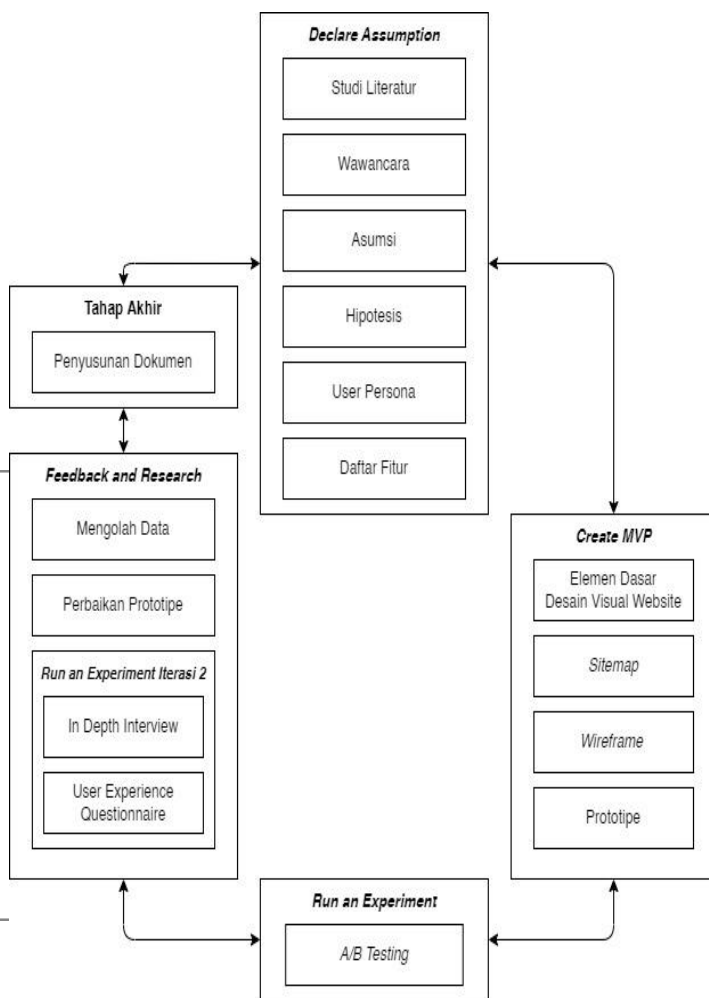 Declare Assumption
Studi Literatur
Wawancara
Asumsi
Hipotesis
User Persona
Daftar Fitur
Tahap Akhir
Penyusunan Dokumen
Feedback and Research
Mengolah Data
Perbaikan Prototipe
Run an Experiment Iterasi 2
In Depth Interview
User Experience
Questionnaire
Create MVP
Elemen Dasar
Desain Visual Website
Sitemap
Wireframe
Prototipe
Run an Experiment
A/B Testing